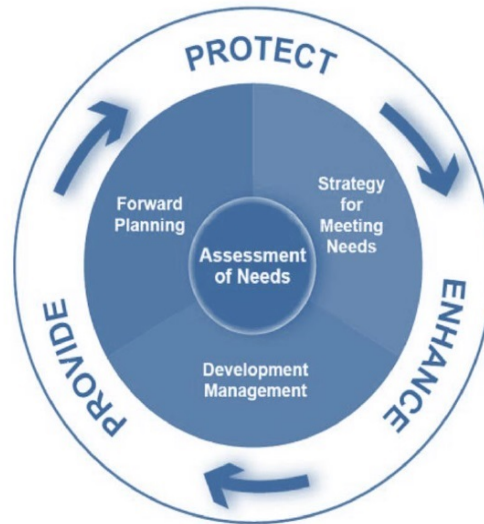 PROTECT
Forward
Planning
Strategy
for
Meeting
Needs
Assessment
of Needs
Development
Management
PROVIDE
ENHANCE